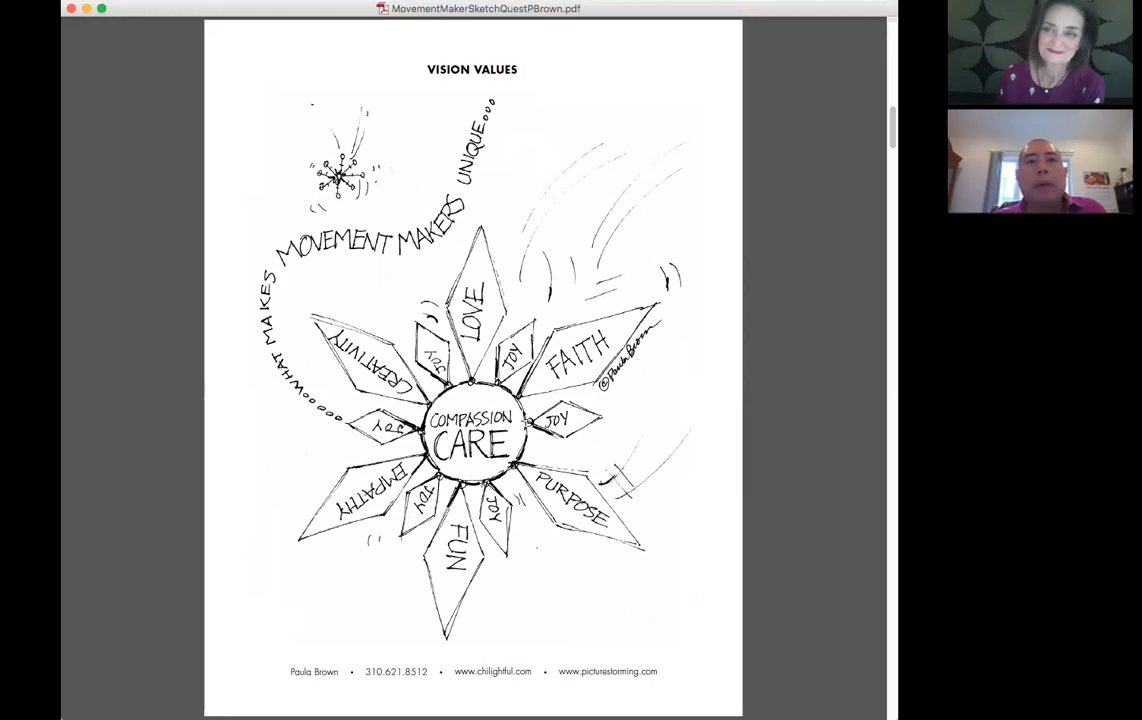 MovementMakerSketchQuestPBrown.pdf
VISION VALUES
WHAT MAKES MOVEMENT MAKERS UNIQUE...
LOVE
JOY
FAITH
@Paula Brown
JOY
PURPOSE
JOY
FUN
JOY
EMPATHY
JOY
CREATIVITY
JOY
COMPASSION
CARE
Paula Brown • 310.621.8512 • www.chilightful.com • www.picturestorming.com